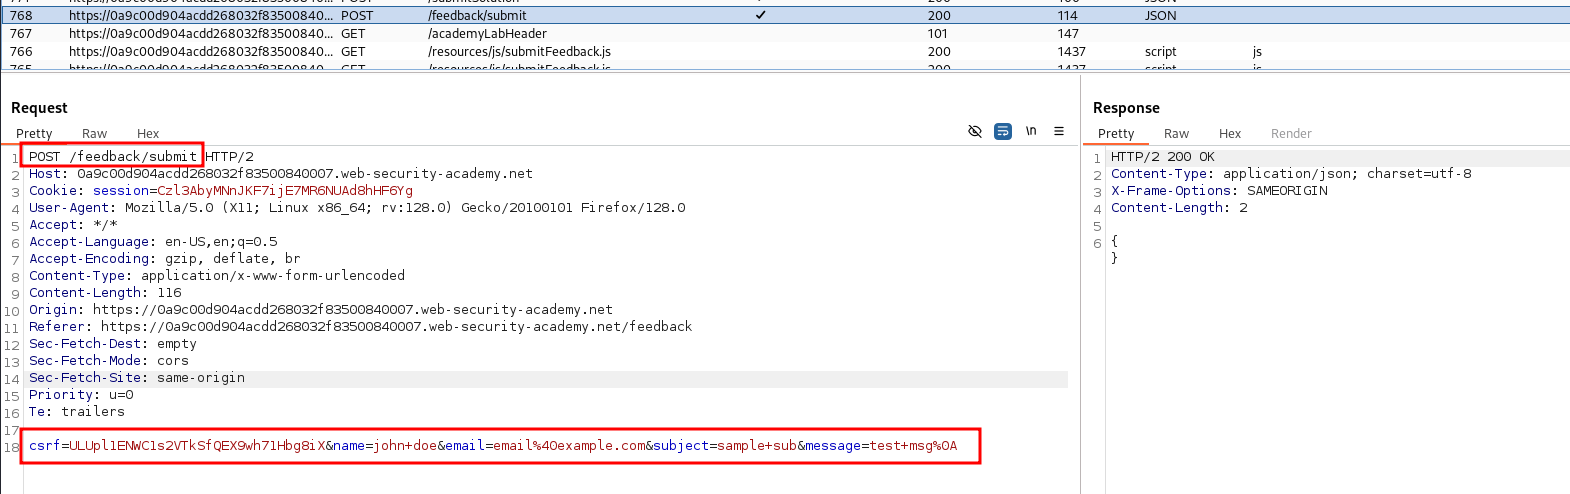 768 https://0a9c00d904acdd268032f83500840... POST /feedback/submit ✓ 200 114 JSON
767 https://0a9c00d904acdd268032f83500840... GET /academyLabHeader 101 147
766 https://0a9c00d904acdd268032f83500840... GET /resources/js/submitFeedback.js 200 1437 script js
Request
Pretty Raw Hex \n
1 POST /feedback/submit HTTP/2
2 Host: 0a9c00d904acdd268032f83500840007.web-security-academy.net
3 Cookie: session=Czl3AbyMNnJKF7ijE7MR6NUAd8hHF6Yg
4 User-Agent: Mozilla/5.0 (X11; Linux x86_64; rv:128.0) Gecko/20100101 Firefox/128.0
5 Accept: */*
6 Accept-Language: en-US,en;q=0.5
7 Accept-Encoding: gzip, deflate, br
8 Content-Type: application/x-www-form-urlencoded
9 Content-Length: 116
10 Origin: https://0a9c00d904acdd268032f83500840007.web-security-academy.net
11 Referer: https://0a9c00d904acdd268032f83500840007.web-security-academy.net/feedback
12 Sec-Fetch-Dest: empty
13 Sec-Fetch-Mode: cors
14 Sec-Fetch-Site: same-origin
15 Priority: u=0
16 Te: trailers
17
18 csrf=ULUpl1ENWC1s2VTkSfQEX9wh71Hbg8iX&name=john+doe&email=email%40example.com&subject=sample+sub&message=test+msg%0A
Response
Pretty Raw Hex Render
1 HTTP/2 200 OK
2 Content-Type: application/json; charset=utf-8
3 X-Frame-Options: SAMEORIGIN
4 Content-Length: 2
5
6 {
}